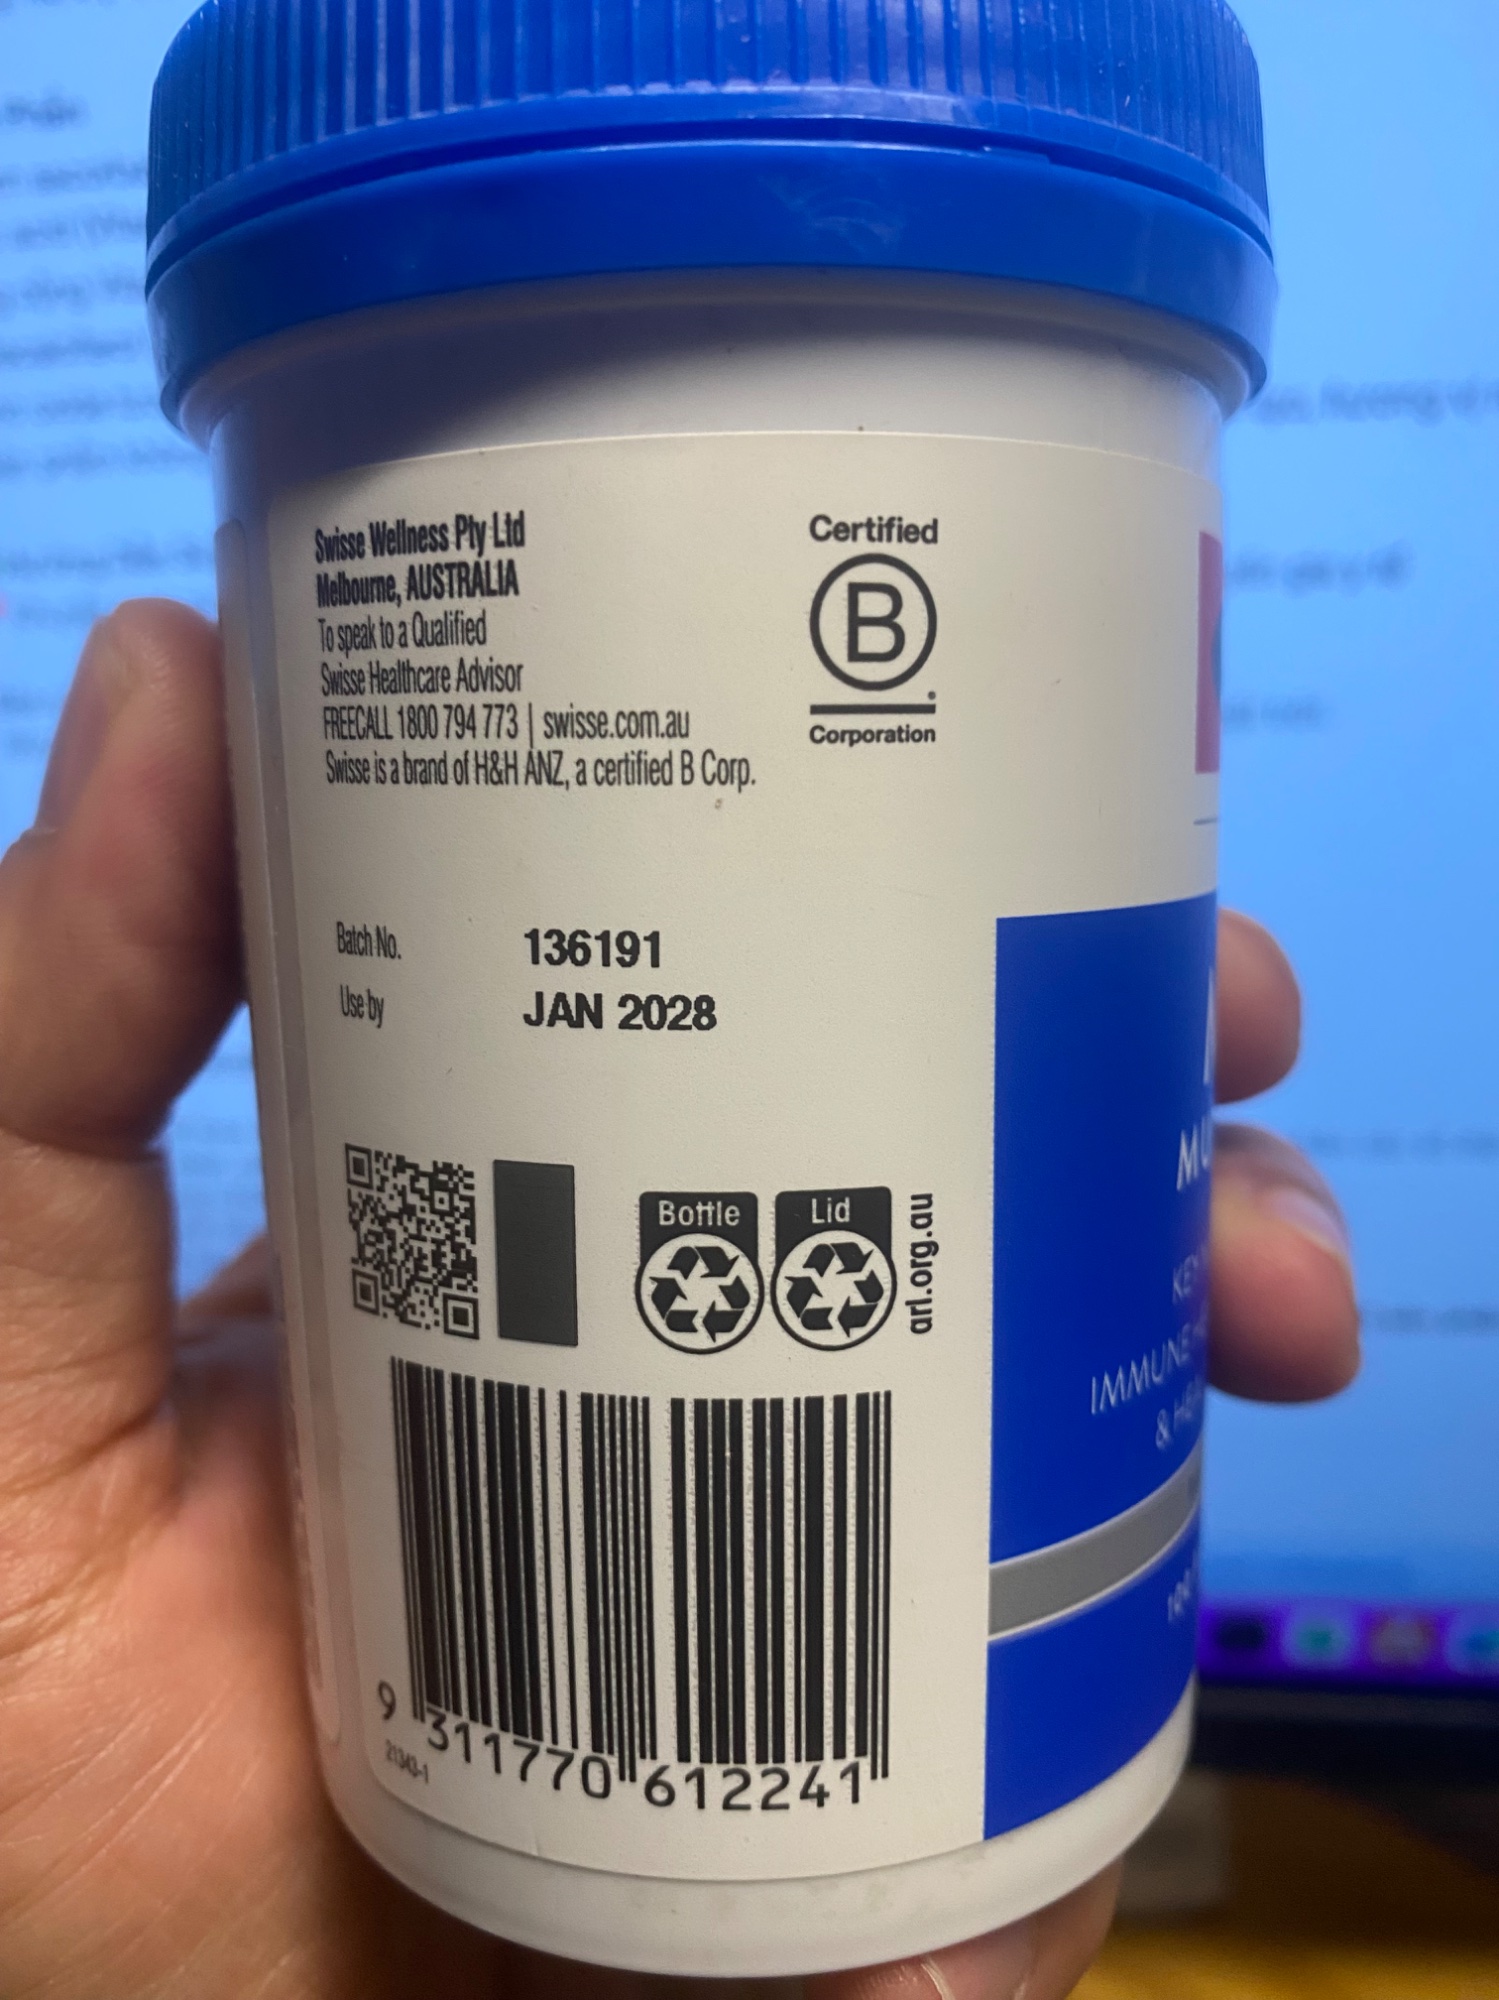 Swisse Wellness Pty Ltd
Melbourne, AUSTRALIA
To speak to a Qualified
Swisse Healthcare Advisor
FREECALL 1800 794 773 | swisse.com.au
Swisse is a brand of H&H ANZ, a certified B Corp.
Certified
B
Corporation
Batch No. 136191
Use by JAN 2028
Bottle
Lid
arl.org.au
9 311770 612241
21343-1
MU
KEY
IMMUNE
&